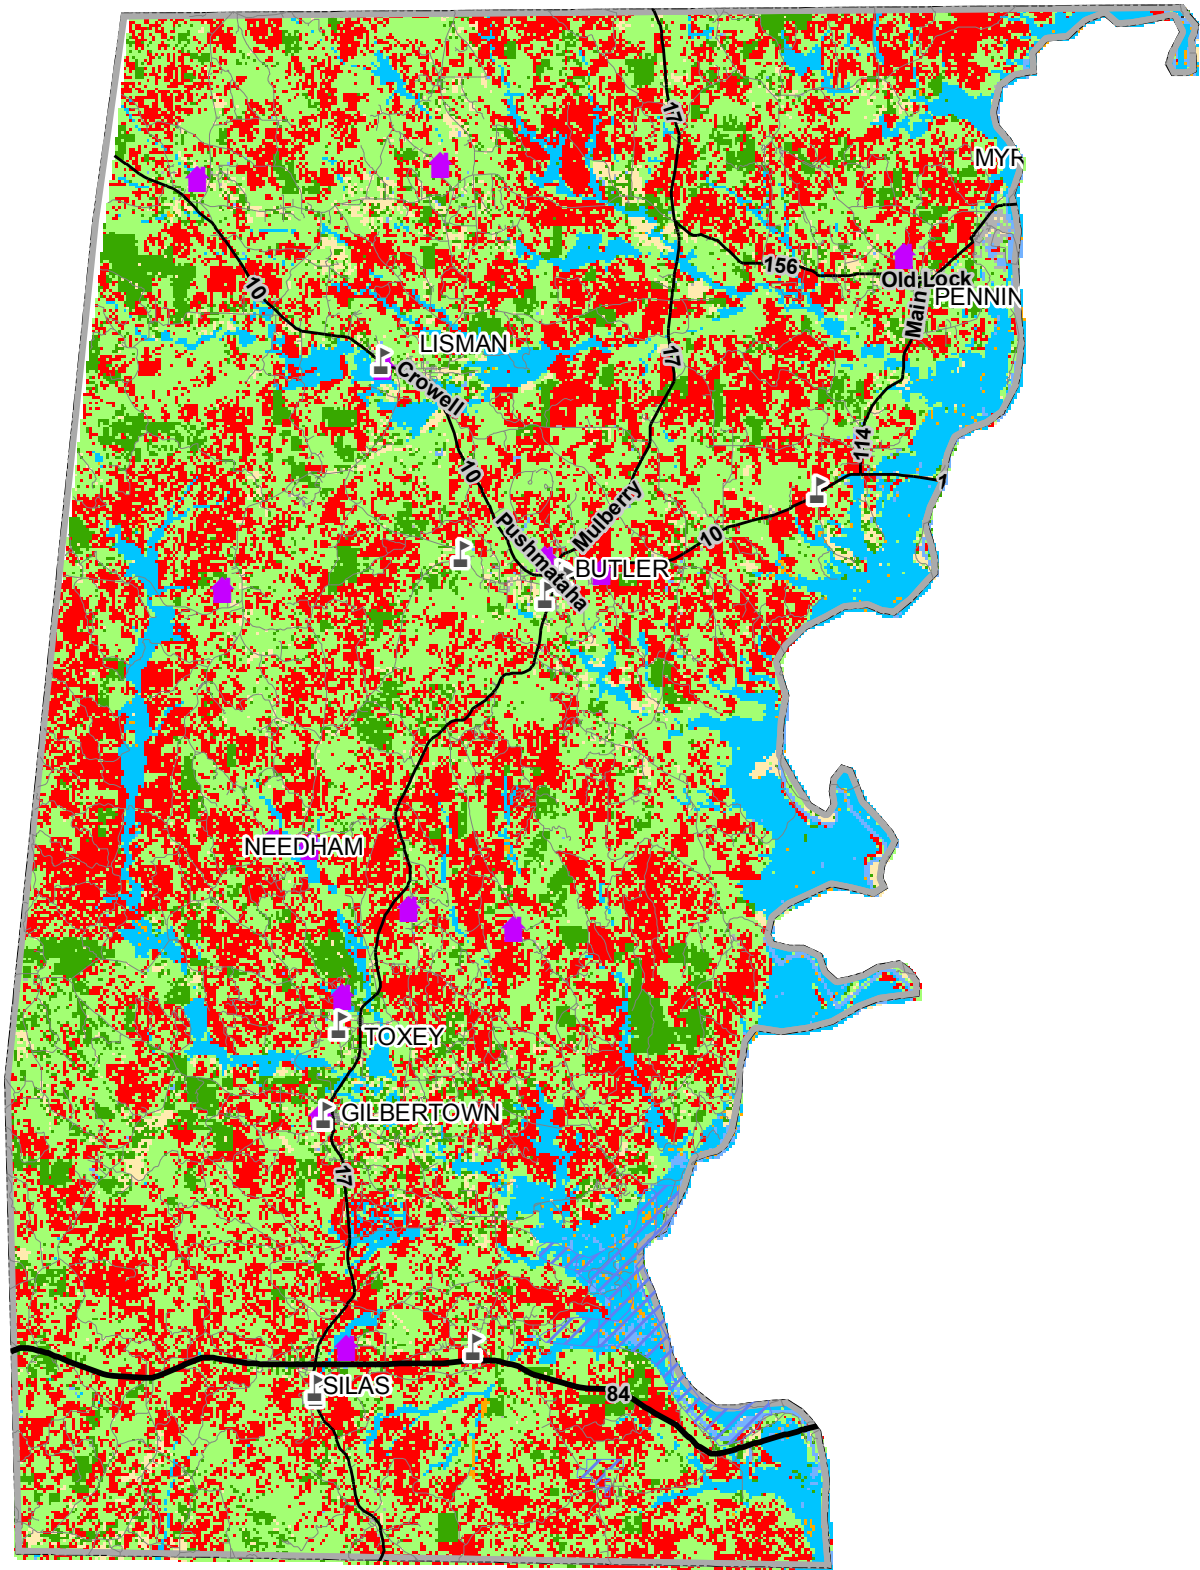 17
MYR
156
Old Lock
10
PENNIN
Main
LISMAN
17
Crowell
114
10
1
Mulberry
Pushmataha
10
BUTLER
NEEDHAM
TOXEY
GILBERTOWN
17
SILAS
84